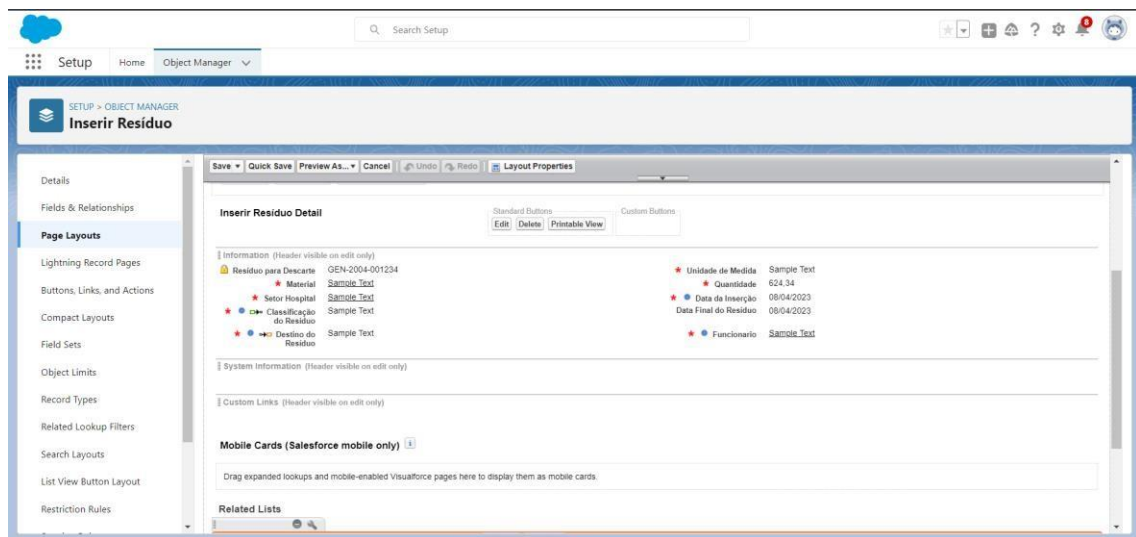 Search Setup
8
Setup Home Object Manager
SETUP > OBJECT MANAGER
Inserir Resíduo
Details
Fields & Relationships
Page Layouts
Lightning Record Pages
Buttons, Links, and Actions
Compact Layouts
Field Sets
Object Limits
Record Types
Related Lookup Filters
Search Layouts
List View Button Layout
Restriction Rules
Save Quick Save Preview As... Cancel Undo Redo Layout Properties
Inserir Resíduo Detail
Standard Buttons
Edit Delete Printable View
Custom Buttons
Information (Header visible on edit only)
Resíduo para Descarte GEN-2004-001234
Material Sample Text
Setor Hospital Sample Text
Classificação do Resíduo Sample Text
Destino do Resíduo Sample Text
Unidade de Medida Sample Text
Quantidade 624,34
Data da Inserção 08/04/2023
Data Final do Resíduo 08/04/2023
Funcionario Sample Text
System Information (Header visible on edit only)
Custom Links (Header visible on edit only)
Mobile Cards (Salesforce mobile only) i
Drag expanded lookups and mobile-enabled Visualforce pages here to display them as mobile cards.
Related Lists